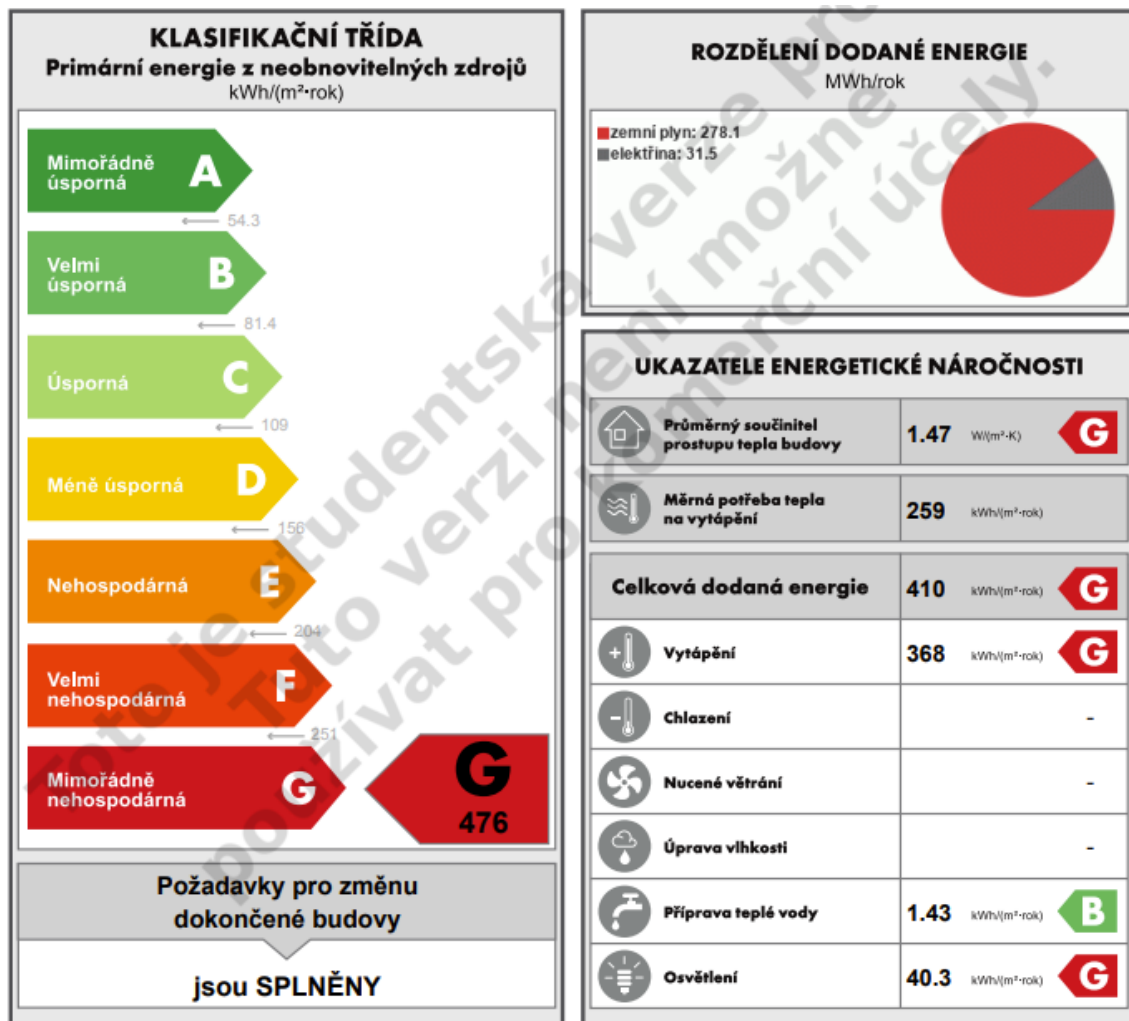 KLASIFIKAČNÍ TŘÍDA
Primární energie z neobnovitelných zdrojů
kWh/(m²·rok)
Mimořádně
úsporná
A
54.3
Velmi
úsporná
B
81.4
Úsporná
C
109
Méně úsporná
D
156
Nehospodárná
E
204
Velmi
nehospodárná
F
251
Mimořádně
nehospodárná
G
G
476
Požadavky pro změnu
dokončené budovy
jsou SPLNĚNY
ROZDĚLENÍ DODANÉ ENERGIE
MWh/rok
zemní plyn: 278.1
elektřina: 31.5
UKAZATELE ENERGETICKÉ NÁROČNOSTI
Průměrný součinitel
prostupu tepla budovy
1.47 W/(m²·K) G
Měrná potřeba tepla
na vytápění
259 kWh/(m²·rok)
Celková dodaná energie 410 kWh/(m²·rok) G
Vytápění 368 kWh/(m²·rok) G
Chlazení -
Nucené větrání -
Úprava vlhkosti -
Příprava teplé vody 1.43 kWh/(m²·rok) B
Osvětlení 40.3 kWh/(m²·rok) G
Toto je studentská verze
Tuto verzi není možné
používat pro komerční účely.